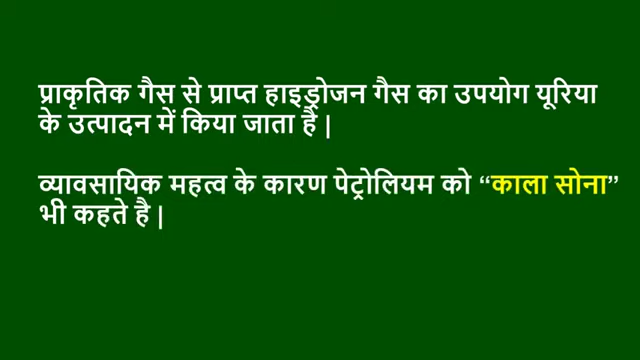 प्राकृतिक गैस से प्राप्त हाइड्रोजन गैस का उपयोग यूरिया
के उत्पादन में किया जाता है |
व्यावसायिक महत्व के कारण पेट्रोलियम को “काला सोना”
भी कहते है |